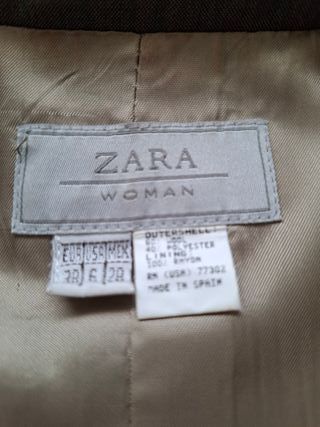 ZARA
WOMAN
EUR USA MEX
38 6 28
OUTERSHELL:
40% POLYESTER
LINING:
100% RAYON
RN (USA) 77302
MADE IN SPAIN